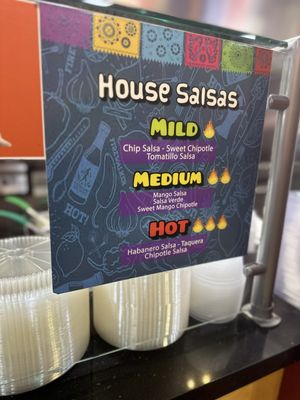 House Salsas
MILD
Chip Salsa - Sweet Chipotle
Tomatillo Salsa
MEDIUM
Mango Salsa
Salsa Verde
Sweet Mango Chipotle
HOT
Habanero Salsa - Taquera
Chipotle Salsa
HOT!